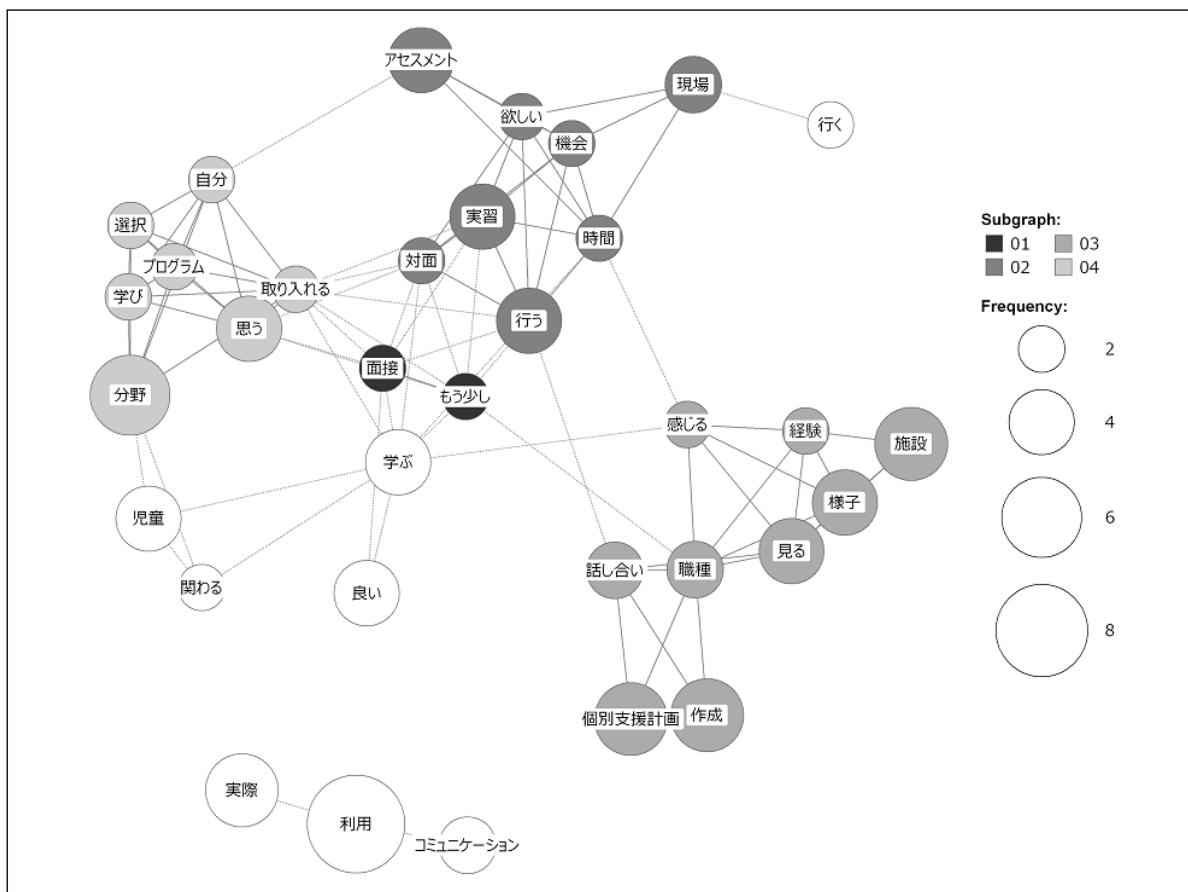 アセスメント
現場
欲しい
行く
機会
自分
実習
選択
時間
プログラム
対面
取り入れる
学び
思う
行う
面接
分野
もう少し
感じる
経験
施設
学ぶ
様子
児童
見る
話し合い
職種
関わる
良い
個別支援計画
作成
実際
利用
コミュニケーション
Subgraph:
01 03
02 04
Frequency:
2
4
6
8